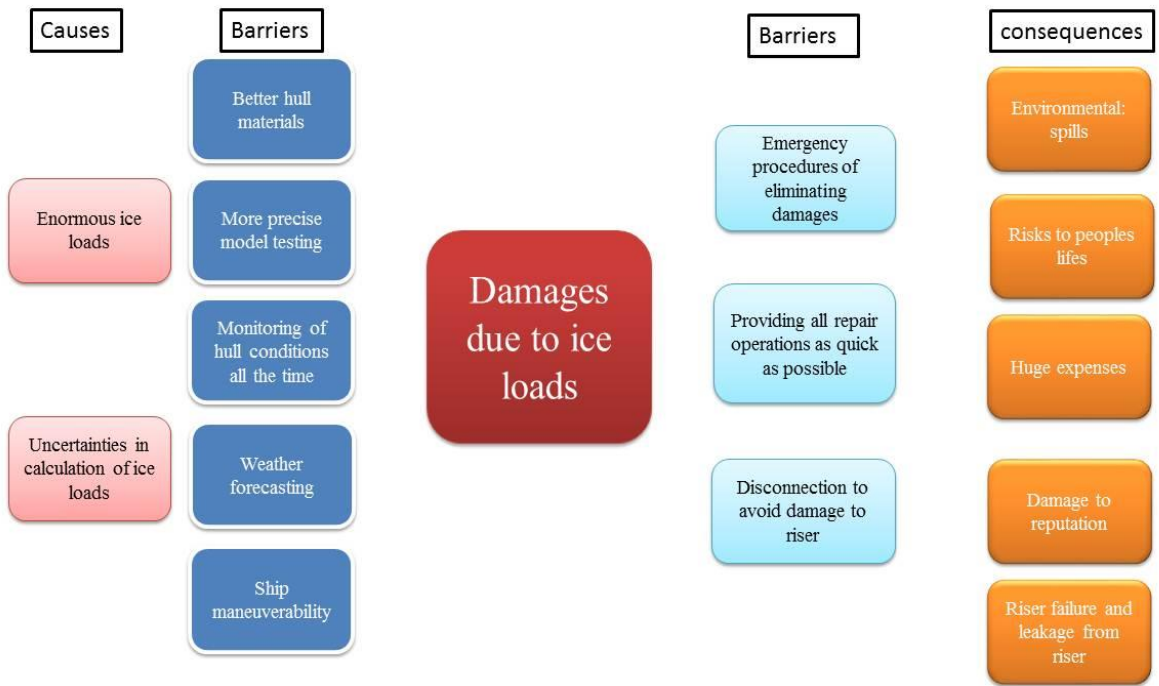 Causes
Barriers
Barriers
consequences
Better hull
materials
More precise
model testing
Monitoring of
hull conditions
all the time
Weather
forecasting
Ship
maneuverability
Enormous ice
loads
Uncertainties in
calculation of ice
loads
Damages
due to ice
loads
Emergency
procedures of
eliminating
damages
Providing all repair
operations as quick
as possible
Disconnection to
avoid damage to
riser
Environmental:
spills
Risks to peoples
lifes
Huge expenses
Damage to
reputation
Riser failure and
leakage from
riser